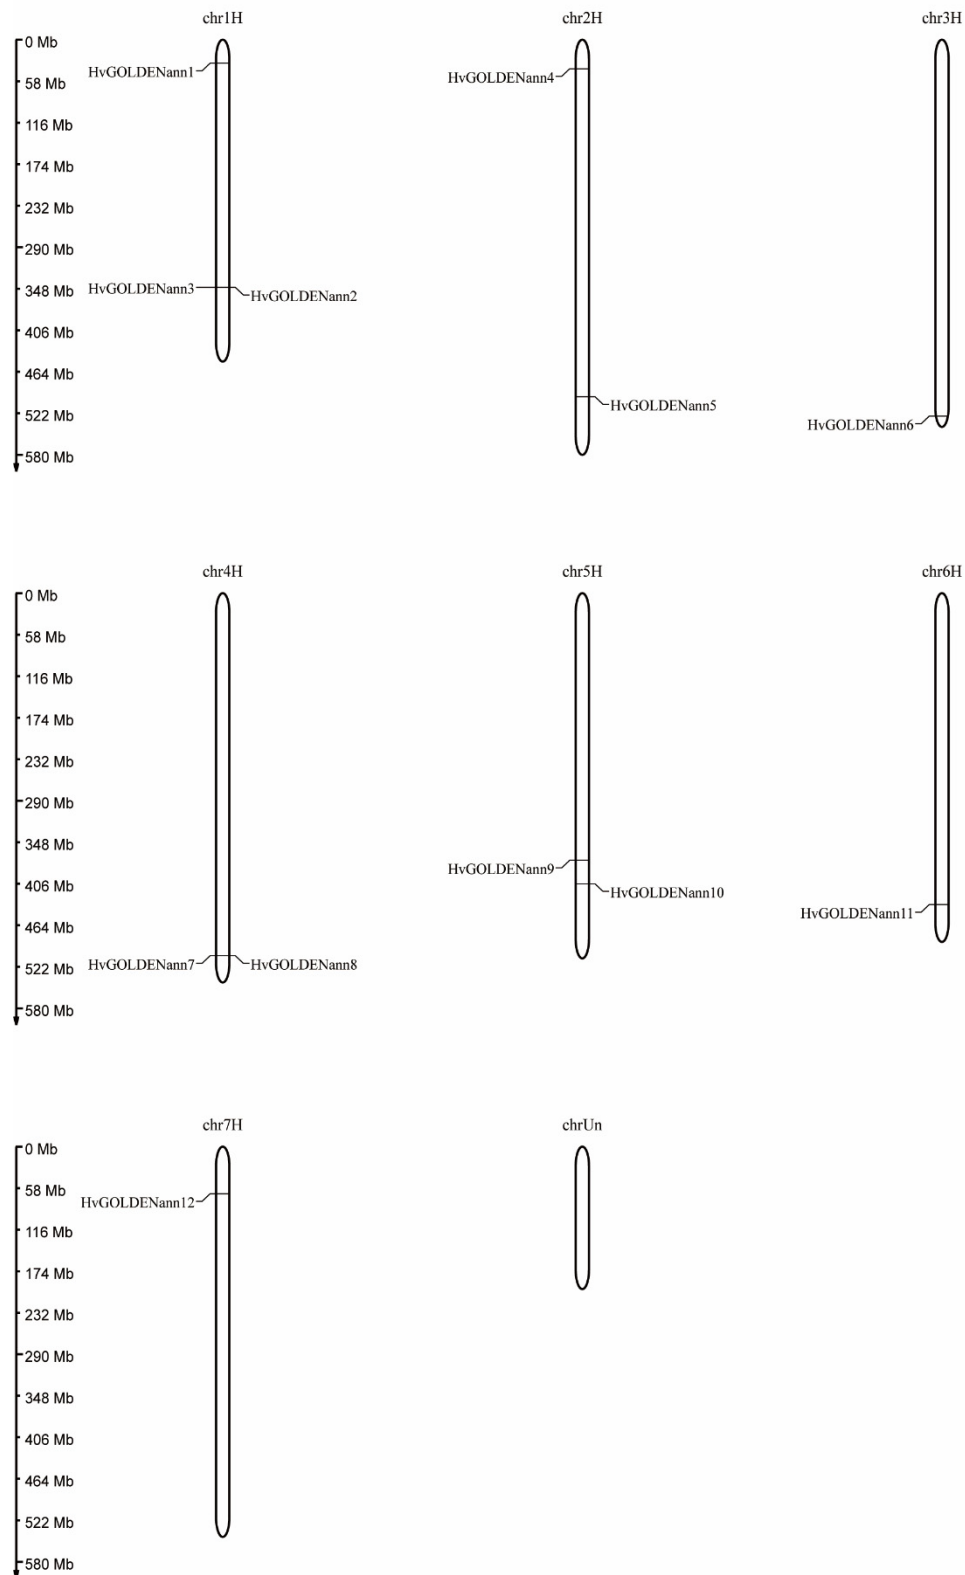 chr1H
chr2H
chr3H
0 Mb
58 Mb
116 Mb
174 Mb
232 Mb
290 Mb
348 Mb
406 Mb
464 Mb
522 Mb
580 Mb
HvGOLDENann1
HvGOLDENann3
HvGOLDENann2
HvGOLDENann4
HvGOLDENann5
HvGOLDENann6
chr4H
chr5H
chr6H
0 Mb
58 Mb
116 Mb
174 Mb
232 Mb
290 Mb
348 Mb
406 Mb
464 Mb
522 Mb
580 Mb
HvGOLDENann7
HvGOLDENann8
HvGOLDENann9
HvGOLDENann10
HvGOLDENann11
chr7H
chrUn
0 Mb
58 Mb
116 Mb
174 Mb
232 Mb
290 Mb
348 Mb
406 Mb
464 Mb
522 Mb
580 Mb
HvGOLDENann12